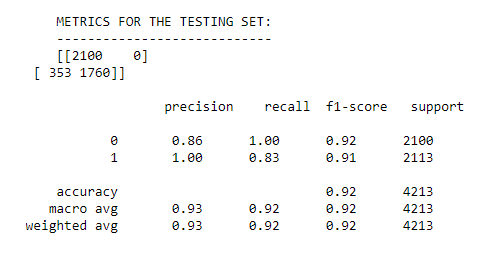 METRICS FOR THE TESTING SET:
---------------------------
[[2100    0]
[ 353 1760]]
precision recall f1-score support
0 0.86 1.00 0.92 2100
1 1.00 0.83 0.91 2113
accuracy 0.92 4213
macro avg 0.93 0.92 0.92 4213
weighted avg 0.93 0.92 0.92 4213